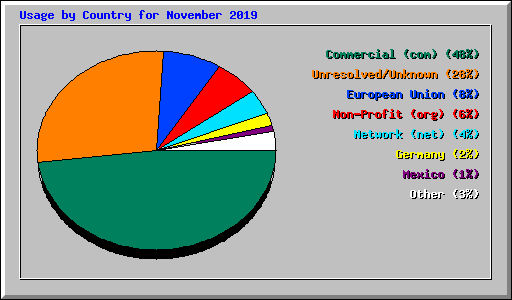 Usage by Country for November 2019
Commercial (com) (48%)
Unresolved/Unknown (28%)
European Union (8%)
Non-Profit (org) (6%)
Network (net) (4%)
Germany (2%)
Mexico (1%)
Other (3%)